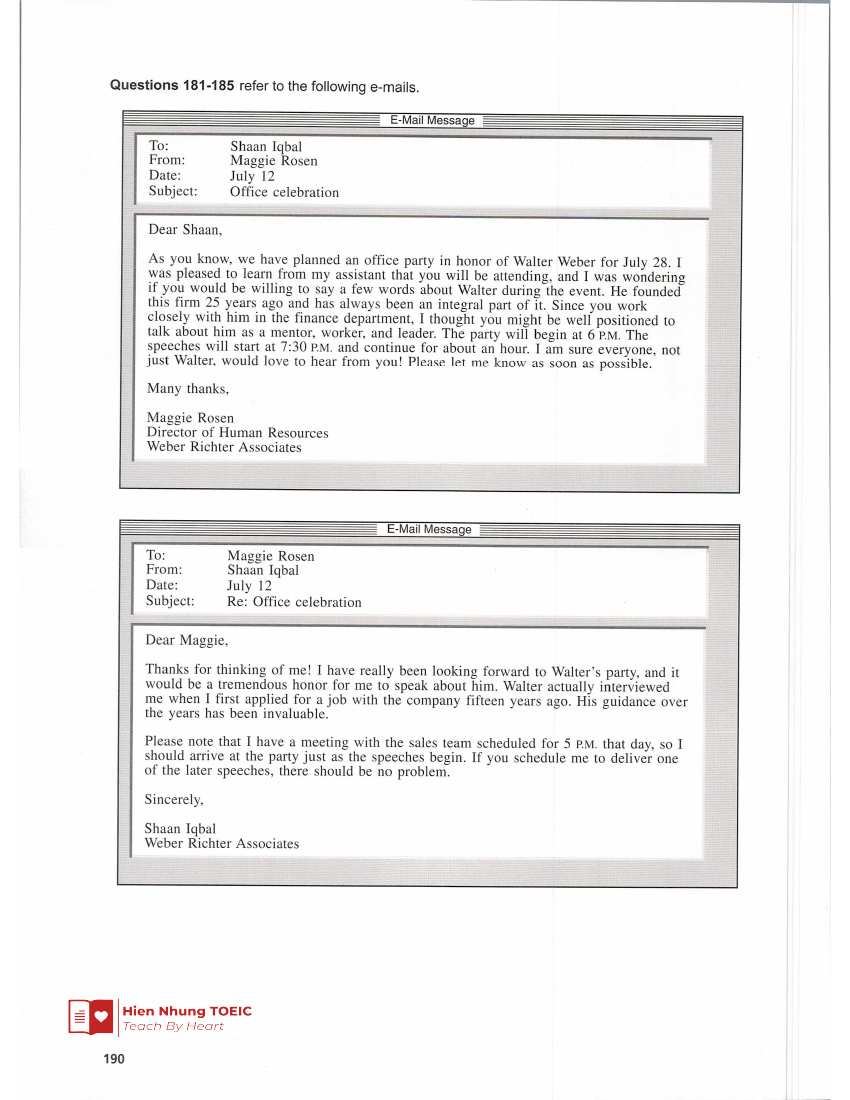 Questions 181-185 refer to the following e-mails.
E-Mail Message
To: Shaan Iqbal
From: Maggie Rosen
Date: July 12
Subject: Office celebration
Dear Shaan,
As you know, we have planned an office party in honor of Walter Weber for July 28. I
was pleased to learn from my assistant that you will be attending, and I was wondering
if you would be willing to say a few words about Walter during the event. He founded
this firm 25 years ago and has always been an integral part of it. Since you work
closely with him in the finance department, I thought you might be well positioned to
talk about him as a mentor, worker, and leader. The party will begin at 6 P.M. The
speeches will start at 7:30 P.M. and continue for about an hour. I am sure everyone, not
just Walter, would love to hear from you! Please let me know as soon as possible.
Many thanks,
Maggie Rosen
Director of Human Resources
Weber Richter Associates
E-Mail Message
To: Maggie Rosen
From: Shaan Iqbal
Date: July 12
Subject: Re: Office celebration
Dear Maggie,
Thanks for thinking of me! I have really been looking forward to Walter's party, and it
would be a tremendous honor for me to speak about him. Walter actually interviewed
me when I first applied for a job with the company fifteen years ago. His guidance over
the years has been invaluable.
Please note that I have a meeting with the sales team scheduled for 5 P.M. that day, so I
should arrive at the party just as the speeches begin. If you schedule me to deliver one
of the later speeches, there should be no problem.
Sincerely,
Shaan Iqbal
Weber Richter Associates
Hien Nhung TOEIC
Teach By Heart
190